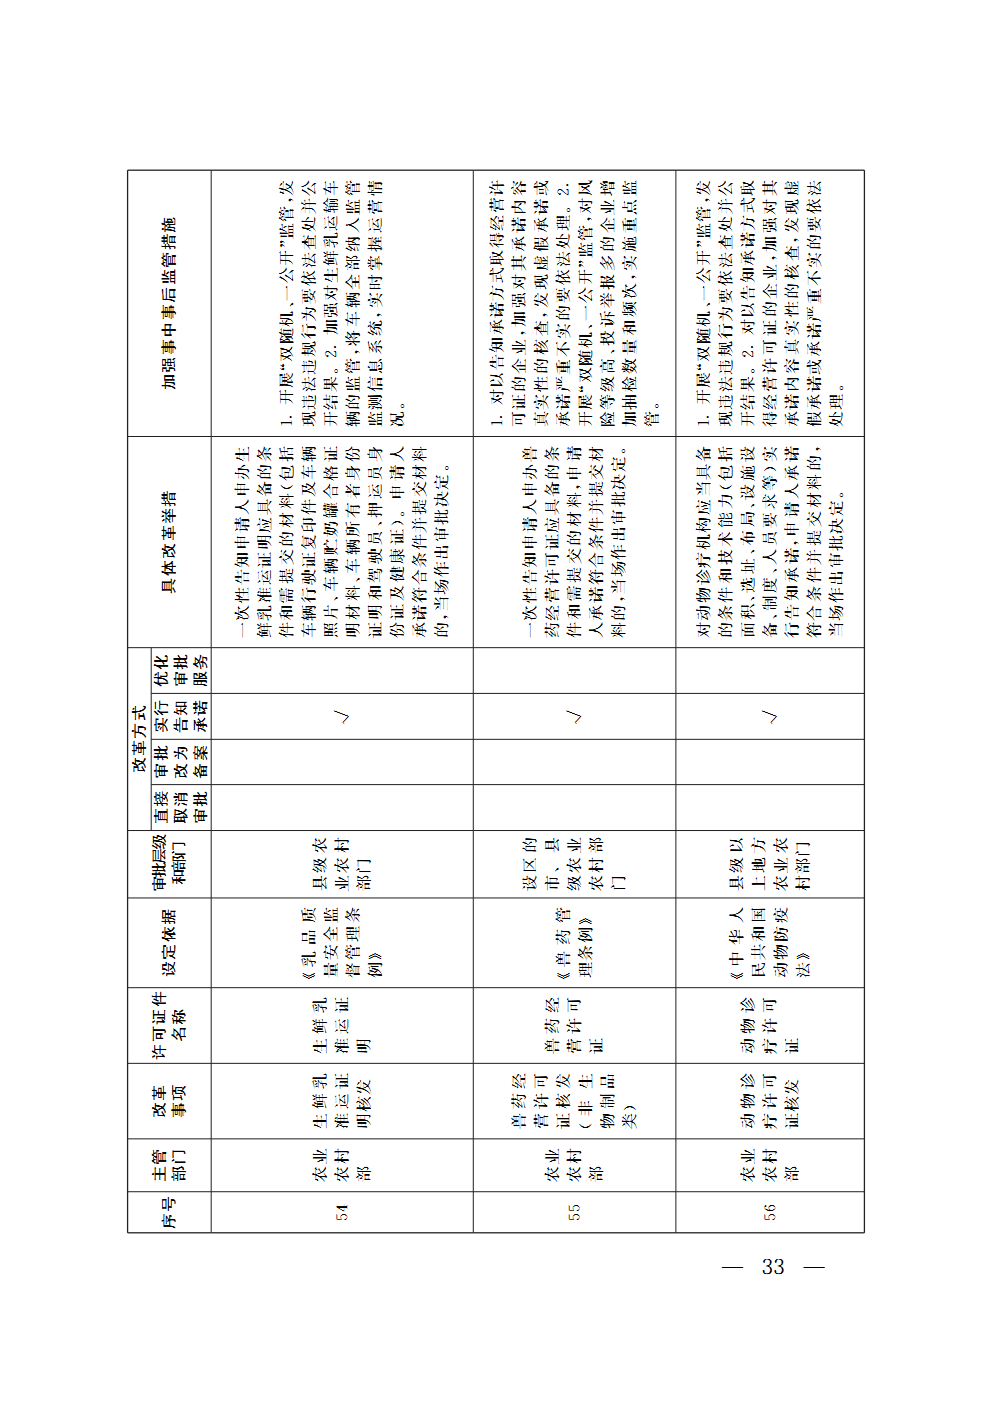 序号
主管
部门
改革
事项
许可证件
名称
设定依据
审批层级
和部门
改革方式
直接
取消
审批
审批
改为
备案
实行
告知
承诺
优化
审批
服务
具体改革举措
加强事中事后监管措施
54
农业
农村
部
生鲜乳
准运证
明核发
生鲜乳
准运证
明
《乳品质
量安全监
督管理条
例》
县级农
业农村
部门
√
一次性告知申请人申办生
鲜乳准运证明应具备的条
件和需提交的材料(包括
车辆行驶证复印件及车辆
照片、车辆贮奶罐合格证
明材料、车辆所有者身份
证明和驾驶员、押运员身
份证及健康证)。申请人
承诺符合条件并提交材料
的,当场作出审批决定。
1. 开展“双随机、一公开”监管,发
现违法违规行为要依法查处并公
开结果。2. 加强对生鲜乳运输车
辆的监管,将车辆全部纳入监管
监测信息系统,实时掌握运营情
况。
55
农业
农村
部
兽药经
营许可
证核发
(非生
物制品
类)
兽药经
营许可
证
《兽药管
理条例》
设区的
市、县
级农业
农村部
门
√
一次性告知申请人申办兽
药经营许可证应具备的条
件和需提交的材料,申请
人承诺符合条件并提交材
料的,当场作出审批决定。
1. 对以告知承诺方式取得经营许
可证的企业,加强对其承诺内容
真实性的核查,发现虚假承诺或
承诺严重不实的要依法处理。2.
开展“双随机、一公开”监管,对风
险等级高、投诉举报多的企业增
加抽检数量和频次,实施重点监
管。
56
农业
农村
部
动物诊
疗许可
证核发
动物诊
疗许可
证
《中华人
民共和国
动物防疫
法》
县级以
上地方
农业农
村部门
√
对动物诊疗机构应当具备
的条件和技术能力(包括
面积、选址、布局、设施设
备、制度、人员要求等)实
行告知承诺,申请人承诺
符合条件并提交材料的,
当场作出审批决定。
1. 开展“双随机、一公开”监管,发
现违法违规行为要依法查处并公
开结果。2. 对以告知承诺方式取
得经营许可证的企业,加强对其
承诺内容真实性的核查,发现虚
假承诺或承诺严重不实的要依法
处理。
— 33 —